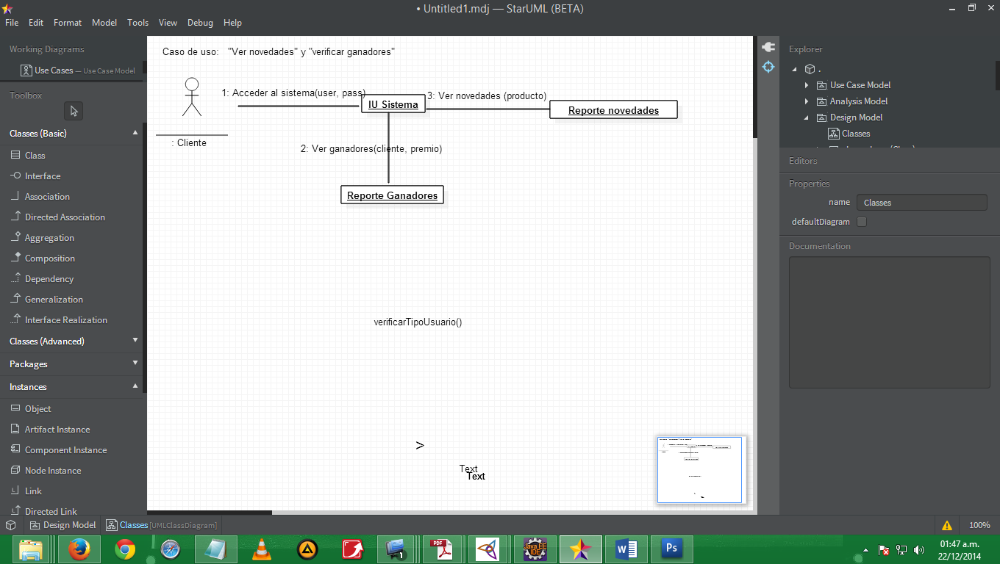 • Untitled1.mdj — StarUML (BETA)
File Edit Format Model Tools View Debug Help
Working Diagrams
Use Cases — Use Case Model
Toolbox
Classes (Basic)
Class
Interface
Association
Directed Association
Aggregation
Composition
Dependency
Generalization
Interface Realization
Classes (Advanced)
Packages
Instances
Object
Artifact Instance
Component Instance
Node Instance
Link
Directed Link
Caso de uso: "Ver novedades" y "verificar ganadores"
1: Acceder al sistema(user, pass)
IU Sistema
3: Ver novedades (producto)
Reporte novedades
: Cliente
2: Ver ganadores(cliente, premio)
Reporte Ganadores
verificarTipoUsuario()
>
Text
Text
Explorer
.
Use Case Model
Analysis Model
Design Model
Classes
Editors
Properties
name Classes
defaultDiagram
Documentation
Design Model Classes [UMLClassDiagram] 100%
PDF
Java EE
IDE
W
Ps
01:47 a.m.
22/12/2014